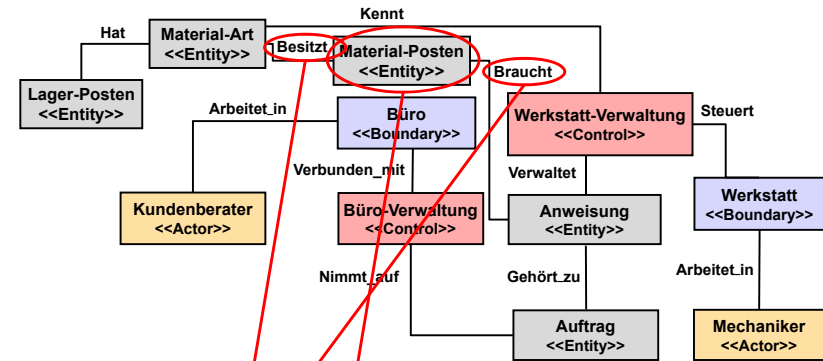 Kennt
Hat
Material-Art
<<Entity>>
Besitzt
Material-Posten
<<Entity>>
Braucht
Lager-Posten
<<Entity>>
Arbeitet_in
Büro
<<Boundary>>
Werkstatt-Verwaltung
<<Control>>
Steuert
Verbunden_mit
Verwaltet
Kundenberater
<<Actor>>
Büro-Verwaltung
<<Control>>
Anweisung
<<Entity>>
Werkstatt
<<Boundary>>
Nimmt_auf
Gehört_zu
Arbeitet_in
Auftrag
<<Entity>>
Mechaniker
<<Actor>>